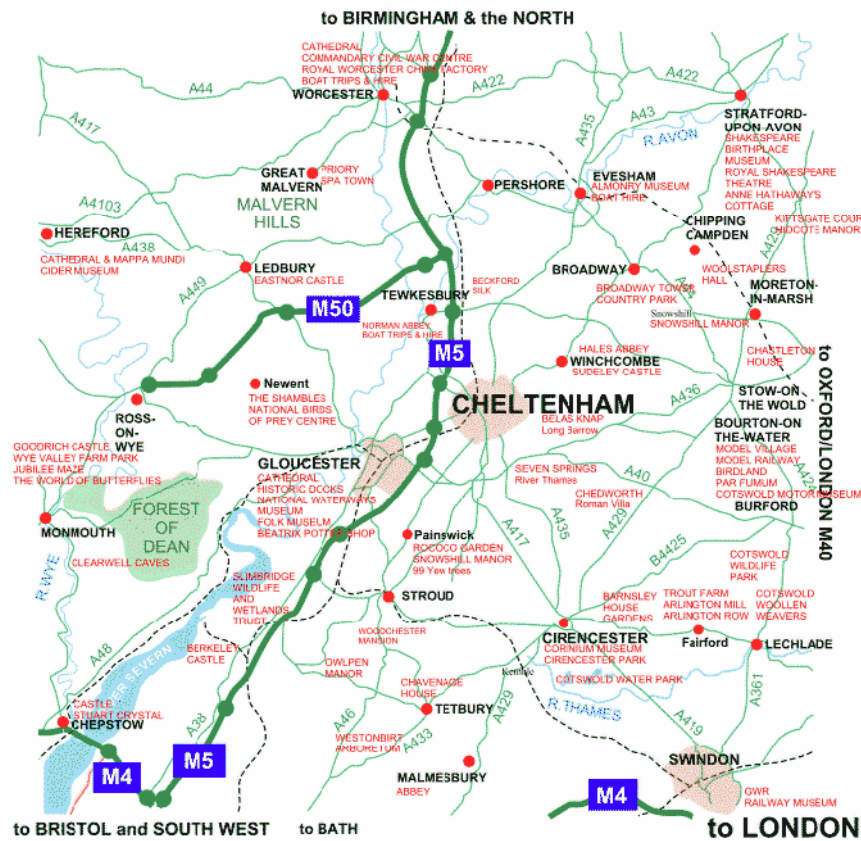 to BIRMINGHAM & the NORTH
CATHEDRAL
COMMANDARY CIVIL WAR CENTRE
ROYAL WORCESTER CHINA FACTORY
BOAT TRIPS & HIRE
WORCESTER
A44
A422
A422
A417
A435
A43
R.AVON
STRATFORD-
UPON AVON
SHAKESPEARE
BIRTHPLACE
MUSEUM
ROYAL SHAKESPEARE
THEATRE
ANNE HATHAWAY'S
COTTAGE
GREAT
MALVERN
PRIORY
SPA TOWN
MALVERN
HILLS
PERSHORE
EVESHAM
ALMONRY MUSEUM
BOAT HIRE
A4103
HEREFORD
A438
CATHEDRAL & MAPPA MUNDI
CIDER MUSEUM
CHIPPING
CAMPDEN
KIFTSGATE COUR
HIDCOTE MANOR
A429
WOOLSTAPLERS
HALL
LEDBURY
EASTNOR CASTLE
A449
BROADWAY
BROADWAY TOWER
COUNTRY PARK
A44
MORETON-
IN-MARSH
BECKFORD
SILK
TEWKESBURY
M50
NORMAN ABBEY
BOAT TRIPS & HIRE
Snowshill
SNOWSHILL MANOR
M5
HALES ABBEY
WINCHCOMBE
SUDELEY CASTLE
CHASTLETON
HOUSE
to OXFORD/LONDON M40
Newent
THE SHAMBLES
NATIONAL BIRDS
OF PREY CENTRE
CHELTENHAM
A436
STOW-ON
THE WOLD
ROSS-
ON-
WYE
BELAS KNAP
Long Barrow
BOURTON-ON
THE-WATER
MODEL VILLAGE
MODEL RAILWAY
BIRDLAND
PAR FUMUM
COTSWOLD MOTOR MUSEUM
A424
GOODRICH CASTLE
WYE VALLEY FARM PARK
JUBILEE MAZE
THE WORLD OF BUTTERFLIES
GLOUCESTER
CATHEDRAL
HISTORIC DOCKS
NATIONAL WATERWAYS
MUSEUM
FOLK MUSEUM
BEATRIX POTTER SHOP
SEVEN SPRINGS
River Thames
A40
CHEDWORTH
Roman Villa
BURFORD
FOREST
OF
DEAN
MONMOUTH
CLEARWELL CAVES
Painswick
ROCOCO GARDEN
SNOWSHILL MANOR
99 Yew trees
A417
A435
A429
B4425
COTSWOLD
WILDLIFE
PARK
R.WYE
SLIMBRIDGE
WILDLIFE
AND
WETLANDS
TRUST
STROUD
BARNSLEY
HOUSE
GARDENS
TROUT FARM
ARLINGTON MILL
ARLINGTON ROW
COTSWOLD
WOOLLEN
WEAVERS
WOODCHESTER
MANSION
CIRENCESTER
CORINIUM MUSEUM
CIRENCESTER PARK
Fairford
LECHLADE
A48
SEVERN
BERKELEY
CASTLE
OWLPEN
MANOR
Kemble
COTSWOLD WATER PARK
A361
CHAVENAGE
HOUSE
TETBURY
A429
R.THAMES
A419
CASTLE
STUART CRYSTAL
CHEPSTOW
A38
A46
WESTONBIRT
ARBORETUM
A433
M4
M5
MALMESBURY
ABBEY
SWINDON
M4
GWR
RAILWAY MUSEUM
to BRISTOL and SOUTH WEST
to BATH
to LONDON